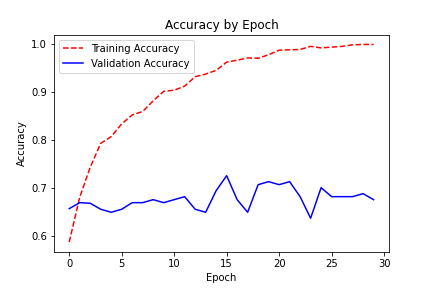 Accuracy by Epoch
Training Accuracy
Validation Accuracy
Accuracy
1.0
0.9
0.8
0.7
0.6
0 5 10 15 20 25 30
Epoch